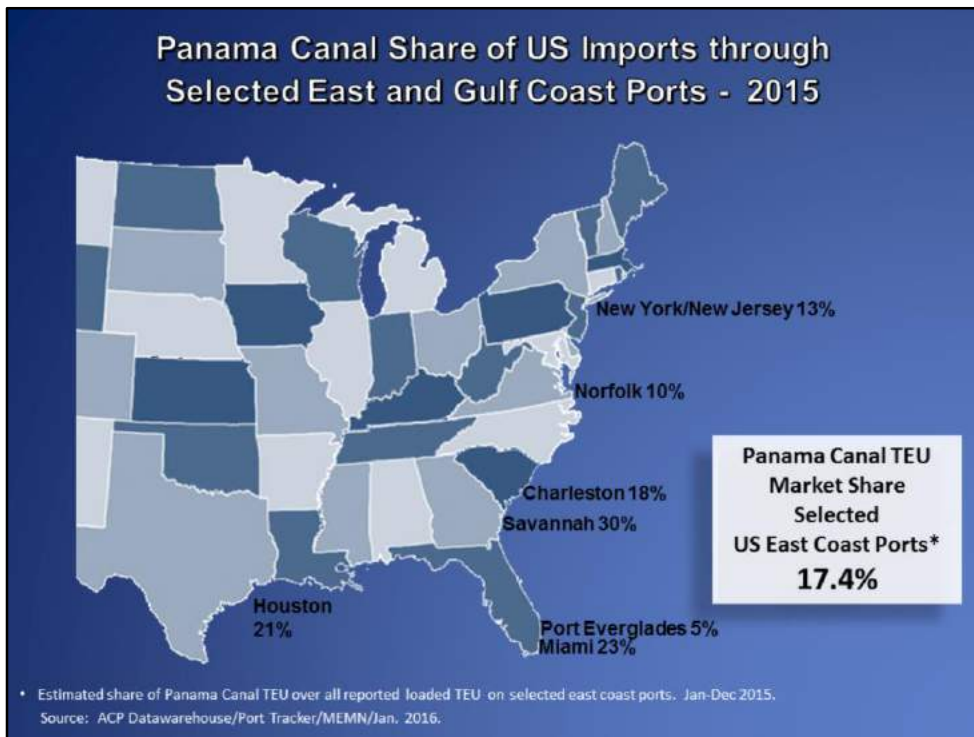 Panama Canal Share of US Imports through
Selected East and Gulf Coast Ports - 2015
New York/New Jersey 13%
Norfolk 10%
Panama Canal TEU
Market Share
Selected
US East Coast Ports*
17.4%
Charleston 18%
Savannah 30%
Houston
21%
Port Everglades 5%
Miami 23%
* Estimated share of Panama Canal TEU over all reported loaded TEU on selected east coast ports. Jan-Dec 2015.
Source: ACP Datawarehouse/Port Tracker/MEMN/Jan. 2016.